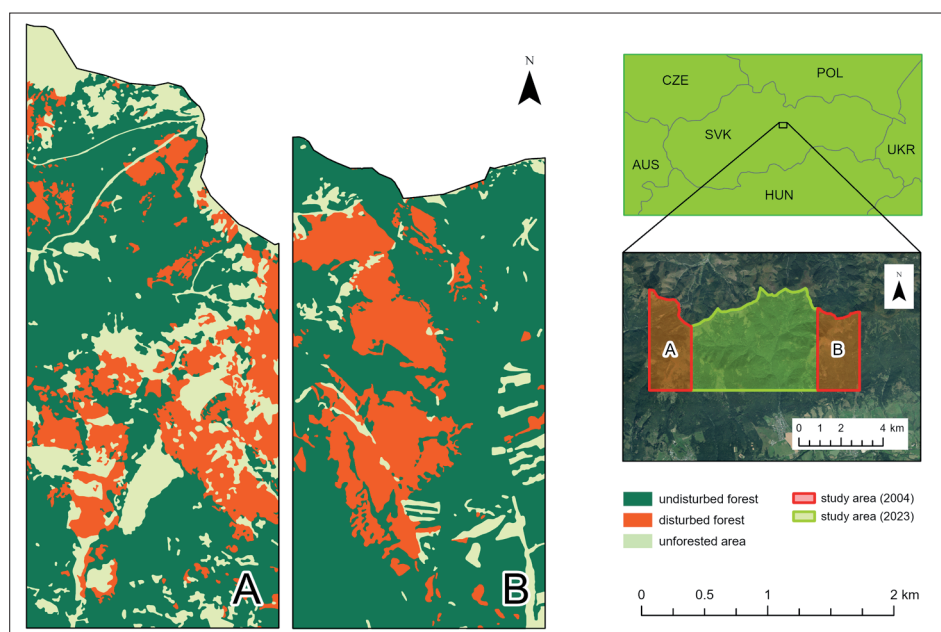 N
CZE
POL
SVK
UKR
AUS
HUN
N
A
B
0 1 2 4 km
undisturbed forest
disturbed forest
unforested area
study area (2004)
study area (2023)
A
B
0 0.5 1 2 km